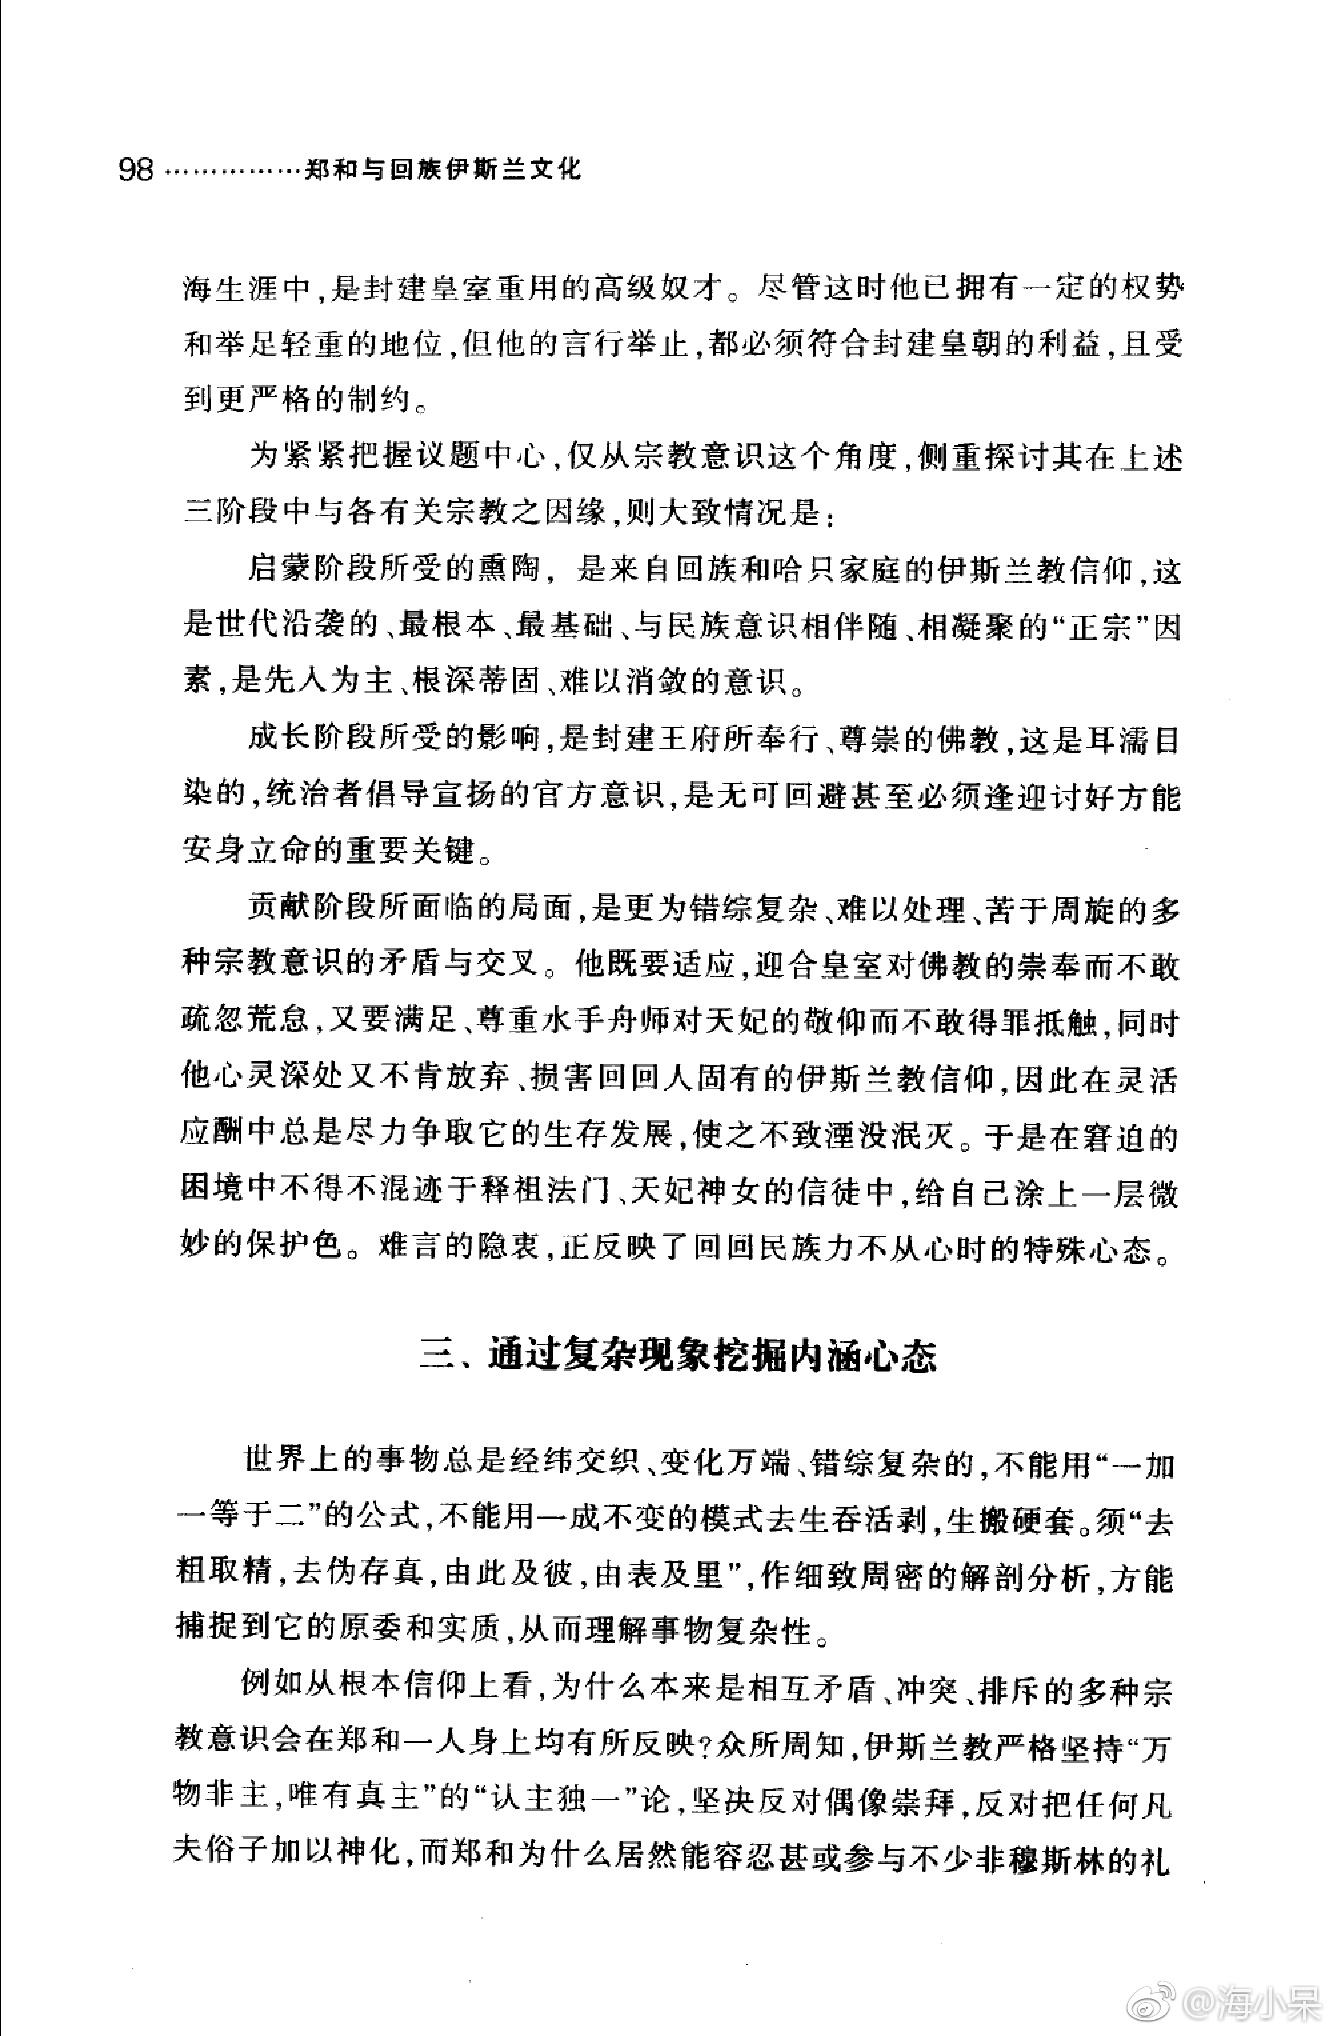 98 ……………郑和与回族伊斯兰文化
海生涯中,是封建皇室重用的高级奴才。尽管这时他已拥有一定的权势
和举足轻重的地位,但他的言行举止,都必须符合封建皇朝的利益,且受
到更严格的制约。
为紧紧把握议题中心,仅从宗教意识这个角度,侧重探讨其在上述
三阶段中与各有关宗教之因缘,则大致情况是:
启蒙阶段所受的熏陶,是来自回族和哈只家庭的伊斯兰教信仰,这
是世代沿袭的、最根本、最基础、与民族意识相伴随、相凝聚的“正宗”因
素,是先入为主、根深蒂固、难以消敛的意识。
成长阶段所受的影响,是封建王府所奉行、尊崇的佛教,这是耳濡目
染的,统治者倡导宣扬的官方意识,是无可回避甚至必须逢迎讨好方能
安身立命的重要关键。
贡献阶段所面临的局面,是更为错综复杂、难以处理、苦于周旋的多
种宗教意识的矛盾与交叉。他既要适应,迎合皇室对佛教的崇奉而不敢
疏忽荒怠,又要满足、尊重水手舟师对天妃的敬仰而不敢得罪抵触,同时
他心灵深处又不肯放弃、损害回回人固有的伊斯兰教信仰,因此在灵活
应酬中总是尽力争取它的生存发展,使之不致湮没泯灭。于是在窘迫的
困境中不得不混迹于释祖法门、天妃神女的信徒中,给自己涂上一层微
妙的保护色。难言的隐衷,正反映了回回民族力不从心时的特殊心态。
三、通过复杂现象挖掘内涵心态
世界上的事物总是经纬交织、变化万端、错综复杂的,不能用“一加
一等于二”的公式,不能用一成不变的模式去生吞活剥,生搬硬套。须“去
粗取精,去伪存真,由此及彼,由表及里”,作细致周密的解剖分析,方能
捕捉到它的原委和实质,从而理解事物复杂性。
例如从根本信仰上看,为什么本来是相互矛盾、冲突、排斥的多种宗
教意识会在郑和一人身上均有所反映?众所周知,伊斯兰教严格坚持“万
物非主,唯有真主”的“认主独一”论,坚决反对偶像崇拜,反对把任何凡
夫俗子加以神化,而郑和为什么居然能容忍甚或参与不少非穆斯林的礼
@海小呆